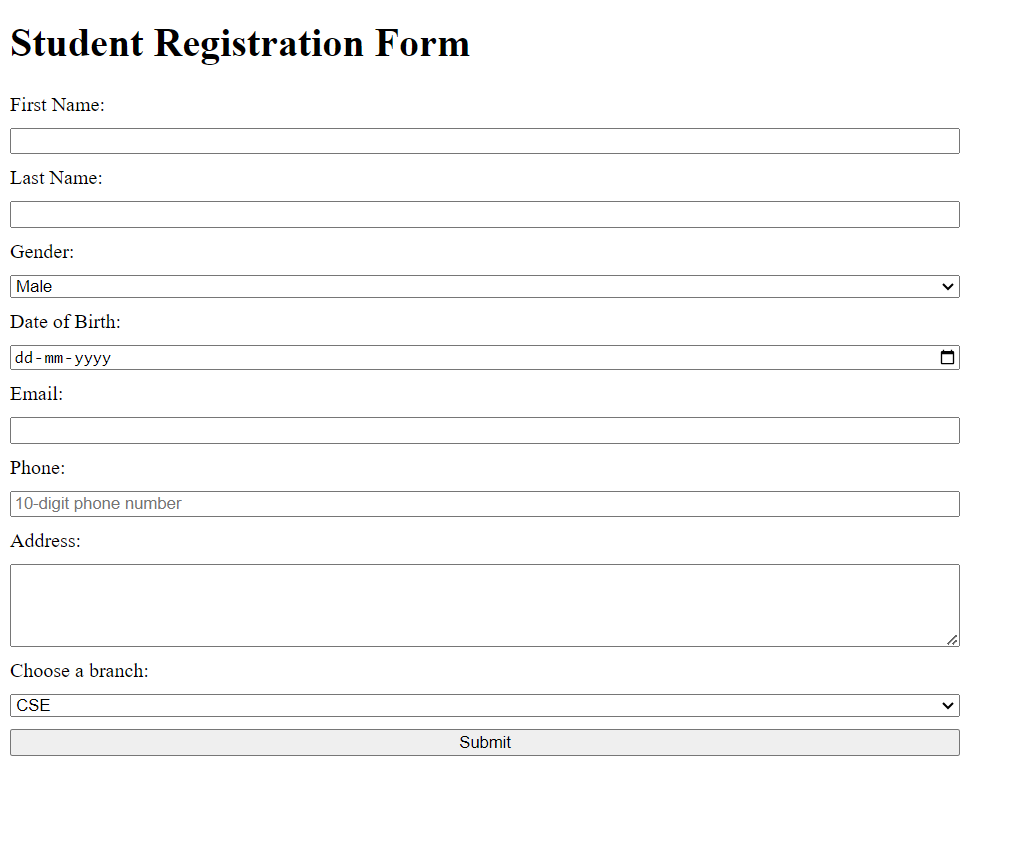 Student Registration Form
First Name:
Last Name:
Gender:
Male
Date of Birth:
dd-mm-yyyy
Email:
Phone:
10-digit phone number
Address:
Choose a branch:
CSE
Submit